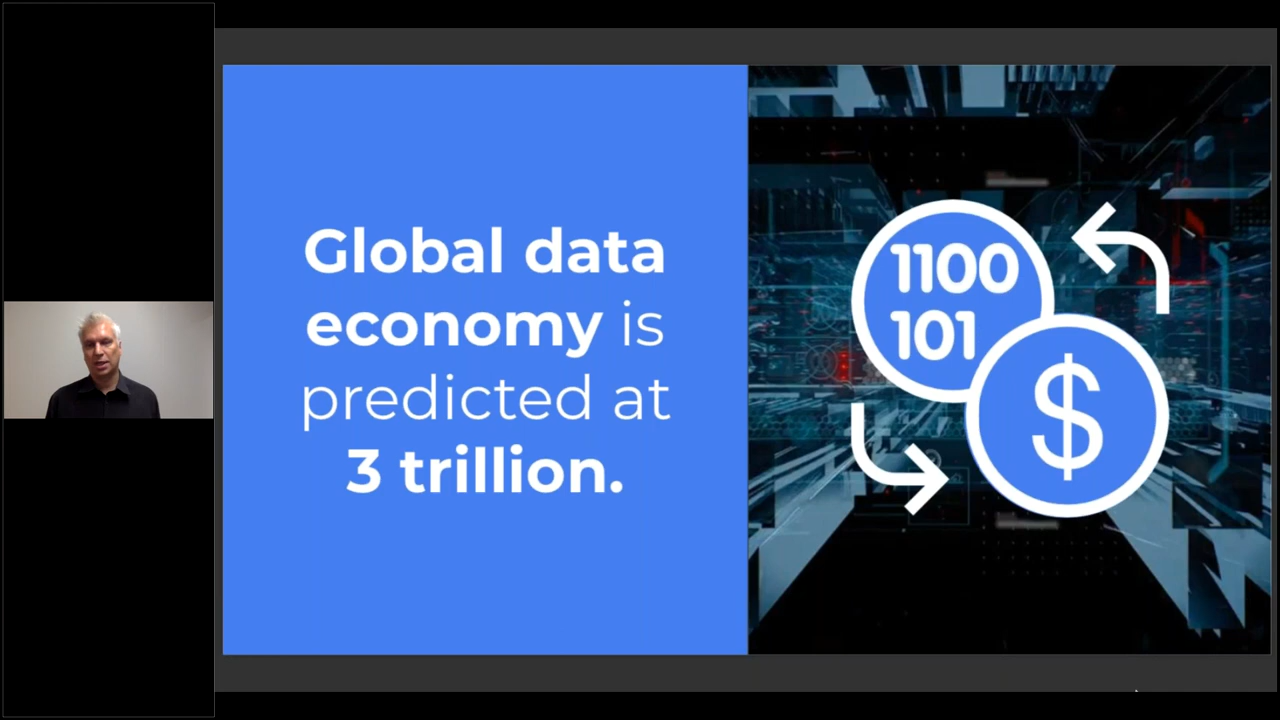 Global data
economy is
predicted at
3 trillion.
1100
101
$